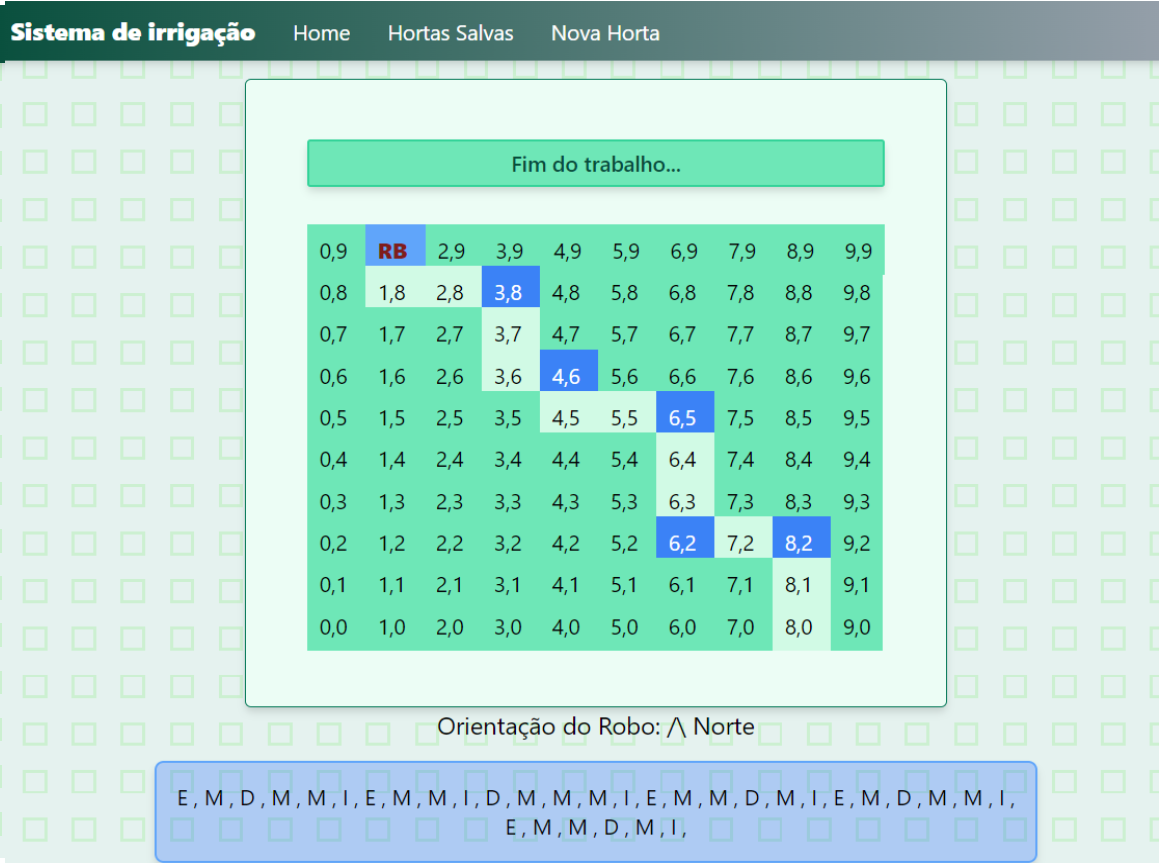 Sistema de irrigação Home Hortas Salvas Nova Horta
Fim do trabalho...
0,9 RB 2,9 3,9 4,9 5,9 6,9 7,9 8,9 9,9
0,8 1,8 2,8 3,8 4,8 5,8 6,8 7,8 8,8 9,8
0,7 1,7 2,7 3,7 4,7 5,7 6,7 7,7 8,7 9,7
0,6 1,6 2,6 3,6 4,6 5,6 6,6 7,6 8,6 9,6
0,5 1,5 2,5 3,5 4,5 5,5 6,5 7,5 8,5 9,5
0,4 1,4 2,4 3,4 4,4 5,4 6,4 7,4 8,4 9,4
0,3 1,3 2,3 3,3 4,3 5,3 6,3 7,3 8,3 9,3
0,2 1,2 2,2 3,2 4,2 5,2 6,2 7,2 8,2 9,2
0,1 1,1 2,1 3,1 4,1 5,1 6,1 7,1 8,1 9,1
0,0 1,0 2,0 3,0 4,0 5,0 6,0 7,0 8,0 9,0
Orientação do Robo: /\ Norte
E , M , D , M , M , I , E , M , M , I , D , M , M , M , I , E , M , M , D , M , I , E , M , D , M , M , I ,
E , M , M , D , M , I ,